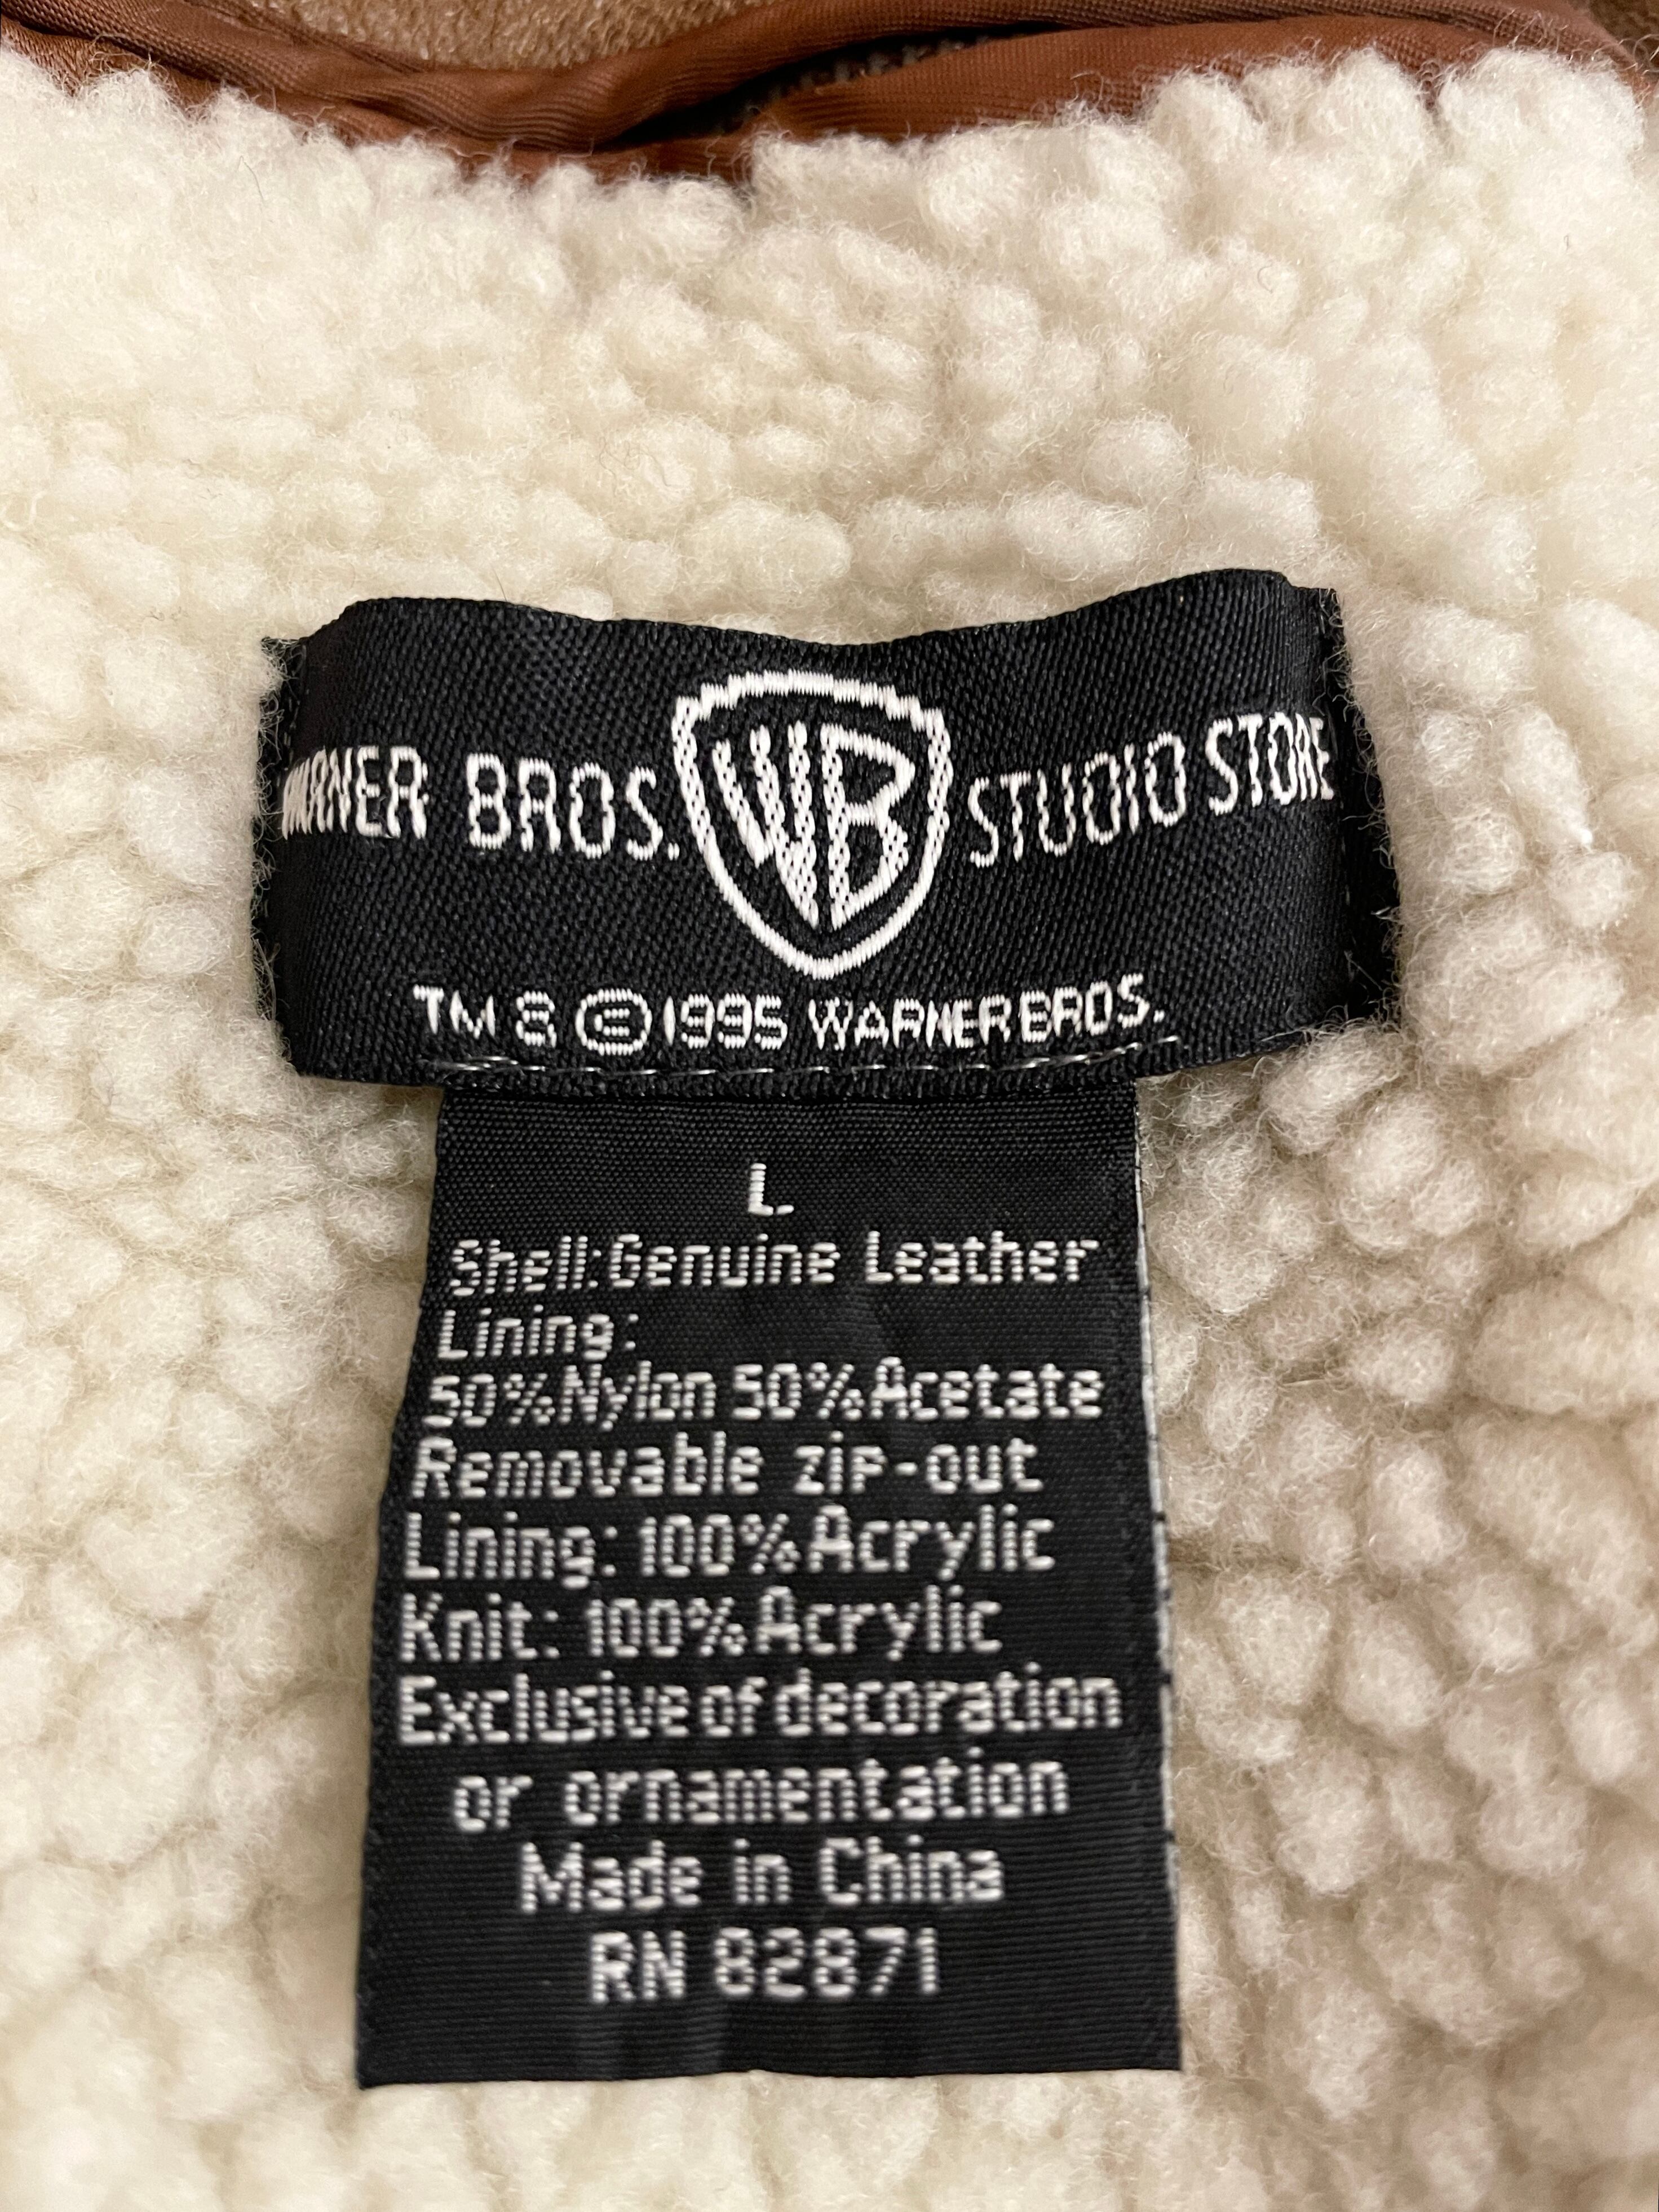 WARNER BROS. WB STUDIO STORE
TM & ©1995 WARNER BROS.
L
Shell: Genuine Leather
Lining:
50% Nylon 50% Acetate
Removable zip-out
Lining: 100% Acrylic
Knit: 100% Acrylic
Exclusive of decoration
or ornamentation
Made in China
RN 82871